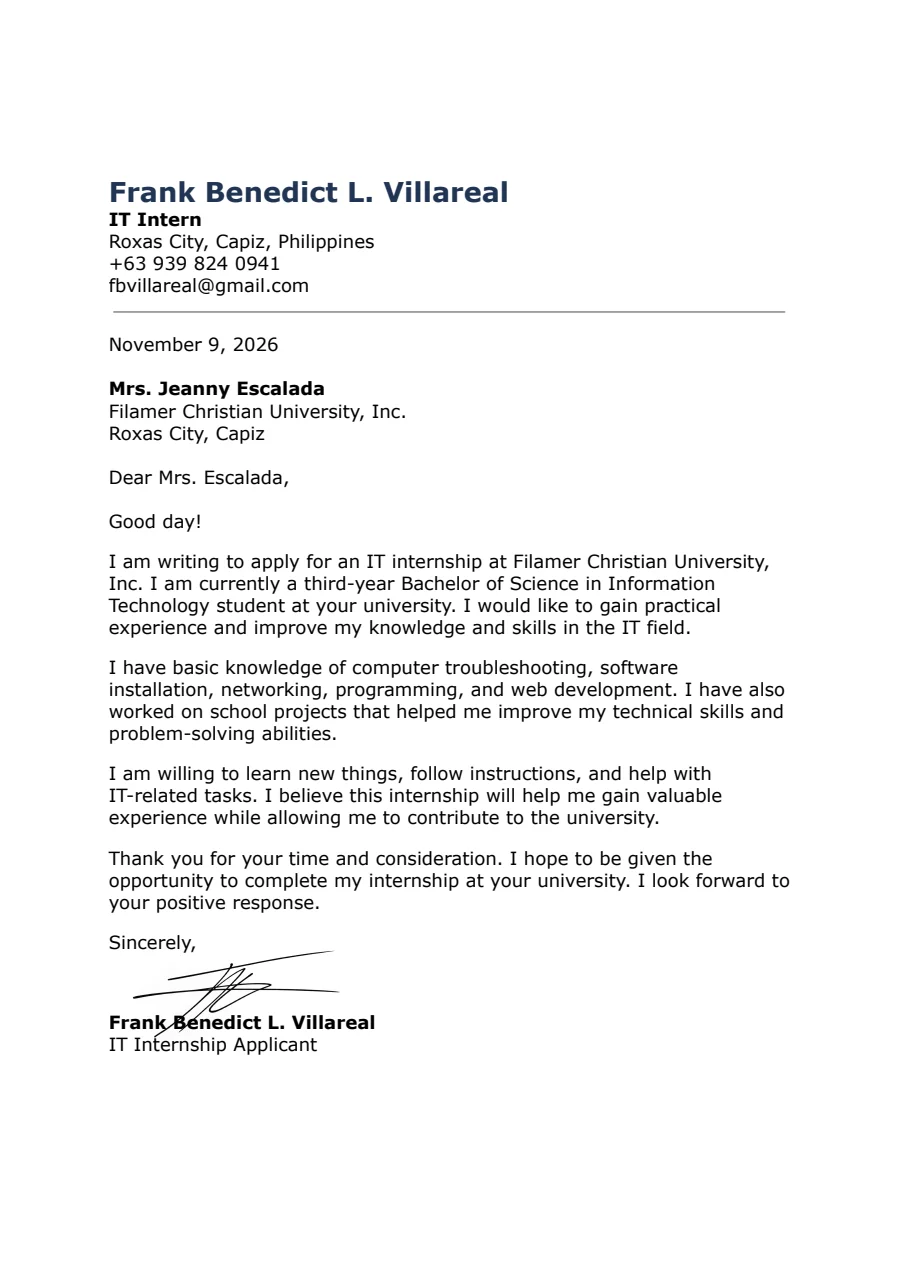 Frank Benedict L. Villareal
IT Intern
Roxas City, Capiz, Philippines
+63 939 824 0941
fbvillareal@gmail.com
November 9, 2026
Mrs. Jeanny Escalada
Filamer Christian University, Inc.
Roxas City, Capiz
Dear Mrs. Escalada,
Good day!
I am writing to apply for an IT internship at Filamer Christian University,
Inc. I am currently a third-year Bachelor of Science in Information
Technology student at your university. I would like to gain practical
experience and improve my knowledge and skills in the IT field.
I have basic knowledge of computer troubleshooting, software
installation, networking, programming, and web development. I have also
worked on school projects that helped me improve my technical skills and
problem-solving abilities.
I am willing to learn new things, follow instructions, and help with
IT-related tasks. I believe this internship will help me gain valuable
experience while allowing me to contribute to the university.
Thank you for your time and consideration. I hope to be given the
opportunity to complete my internship at your university. I look forward to
your positive response.
Sincerely,
Frank Benedict L. Villareal
IT Internship Applicant